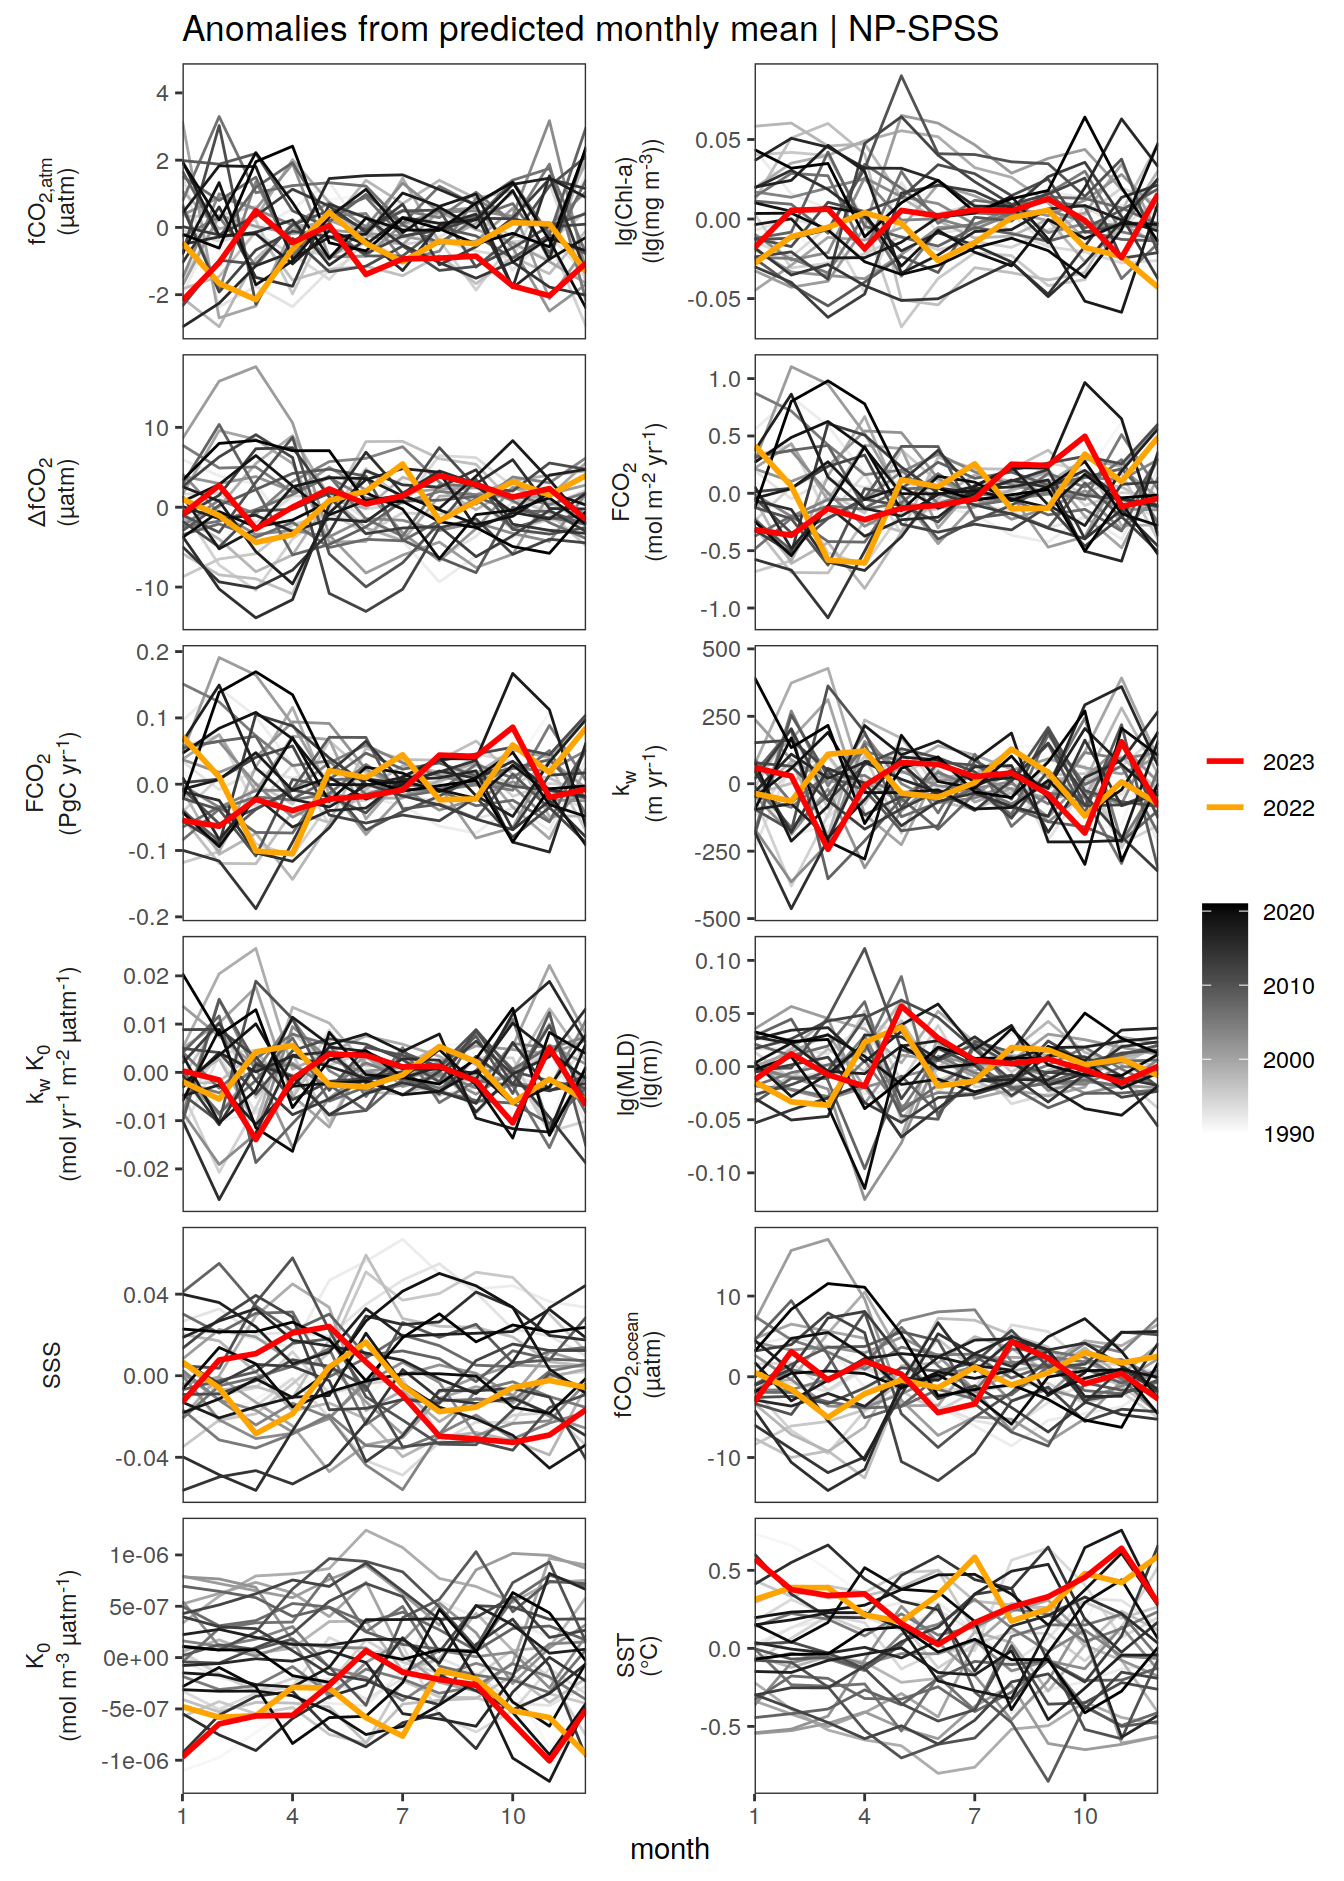 Anomalies from predicted monthly mean | NP-SPSS
fCO2,atm
(µatm)
4
2
0
-2
lg(Chl-a)
(lg(mg m-3))
0.05
0.00
-0.05
ΔfCO2
(µatm)
10
0
-10
FCO2
(mol m-2 yr-1)
1.0
0.5
0.0
-0.5
-1.0
FCO2
(PgC yr-1)
0.2
0.1
0.0
-0.1
-0.2
kw
(m yr-1)
500
250
0
-250
-500
kw K0
(mol yr-1 m-2 µatm-1)
0.02
0.01
0.00
-0.01
-0.02
lg(MLD)
(lg(m))
0.10
0.05
0.00
-0.05
-0.10
SSS
0.04
0.00
-0.04
fCO2,ocean
(µatm)
10
0
-10
K0
(mol m-3 µatm-1)
1e-06
5e-07
0e+00
-5e-07
-1e-06
SST
(°C)
0.5
0.0
-0.5
1 4 7 10
1 4 7 10
month
2023
2022
2020
2010
2000
1990